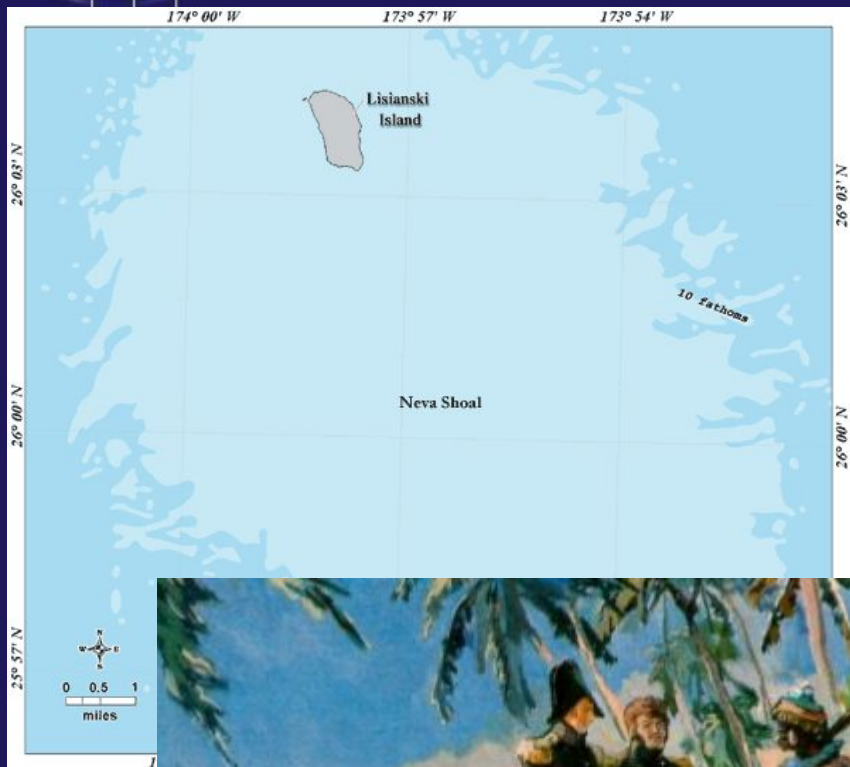 174° 00' W
173° 57' W
173° 54' W
Lisianski
Island
26° 03' N
26° 03' N
10 fathoms
Neva Shoal
26° 00' N
26° 00' N
25° 57' N
N
W E
S
0 0.5 1
miles